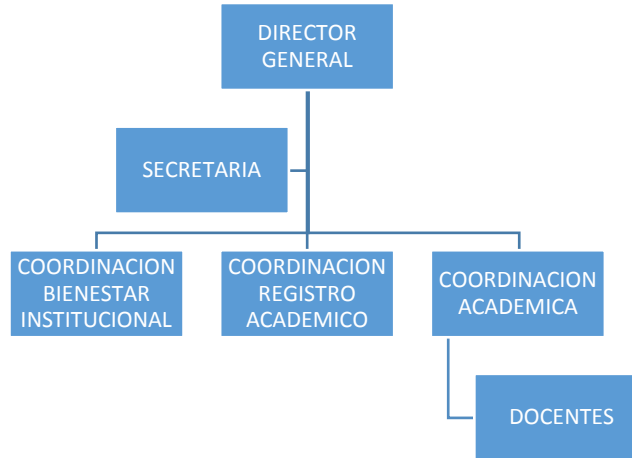 DIRECTOR
GENERAL
SECRETARIA
COORDINACION
BIENESTAR
INSTITUCIONAL
COORDINACION
REGISTRO
ACADEMICO
COORDINACION
ACADEMICA
DOCENTES